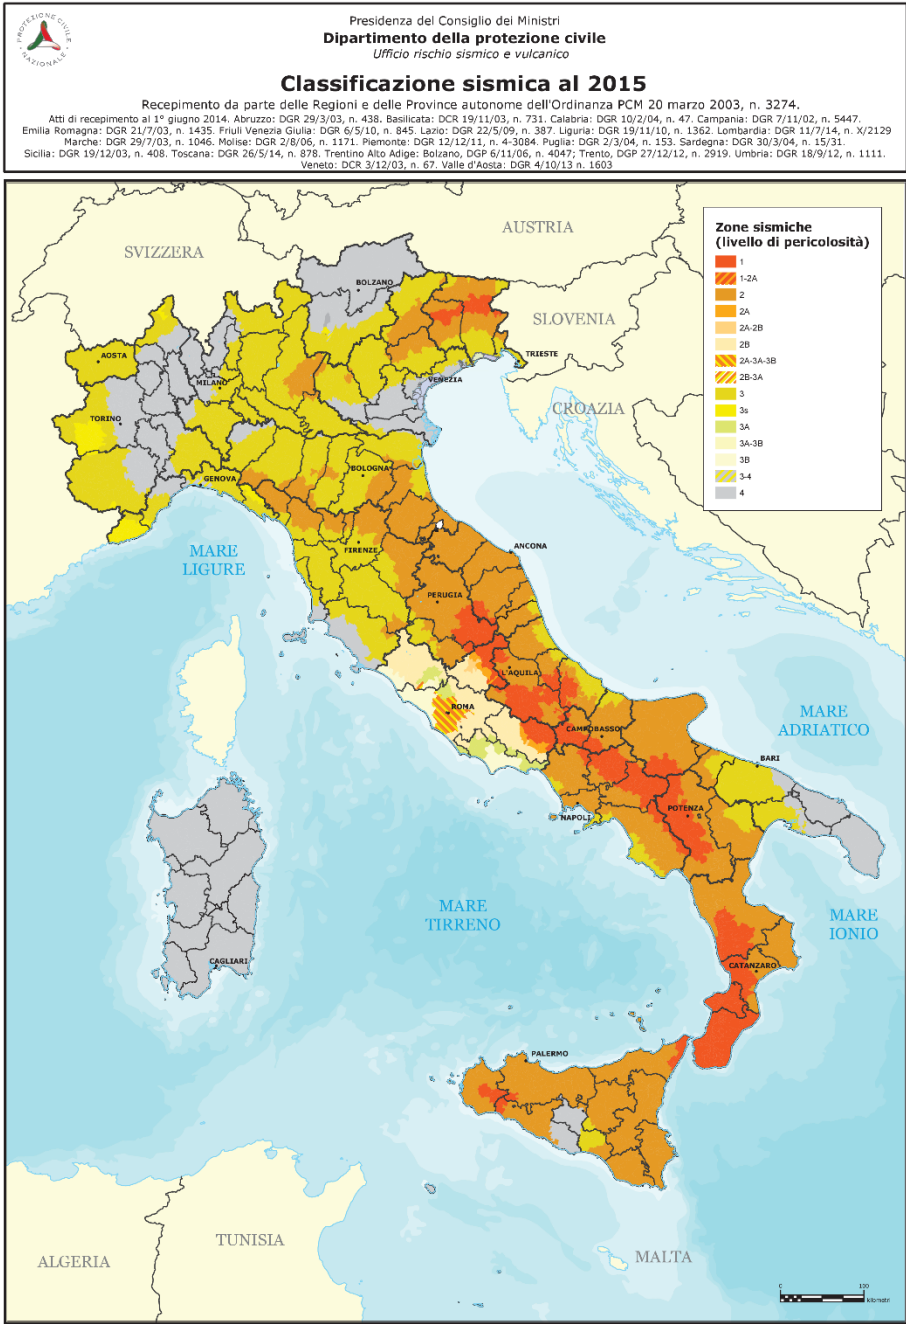 PROTEZIONE CIVILE
NAZIONALE
Presidenza del Consiglio dei Ministri
Dipartimento della protezione civile
Ufficio rischio sismico e vulcanico
Classificazione sismica al 2015
Recepimento da parte delle Regioni e delle Province autonome dell'Ordinanza PCM 20 marzo 2003, n. 3274.
Atti di recepimento al 1° giugno 2014. Abruzzo: DGR 29/3/03, n. 438. Basilicata: DCR 19/11/03, n. 731. Calabria: DGR 10/2/04, n. 47. Campania: DGR 7/11/02, n. 5447.
Emilia Romagna: DGR 21/7/03, n. 1435. Friuli Venezia Giulia: DGR 6/5/10, n. 845. Lazio: DGR 22/5/09, n. 387. Liguria: DGR 19/11/10, n. 1362. Lombardia: DGR 11/7/14, n. X/2129
Marche: DGR 29/7/03, n. 1046. Molise: DGR 2/8/06, n. 1171. Piemonte: DGR 12/12/11, n. 4-3084. Puglia: DGR 2/3/04, n. 153. Sardegna: DGR 30/3/04, n. 15/31.
Sicilia: DGR 19/12/03, n. 408. Toscana: DGR 26/5/14, n. 878. Trentino Alto Adige: Bolzano, DGP 6/11/06, n. 4047; Trento, DGP 27/12/12, n. 2919. Umbria: DGR 18/9/12, n. 1111.
Veneto: DCR 3/12/03, n. 67. Valle d'Aosta: DGR 4/10/13 n. 1603
AUSTRIA
SVIZZERA
Zone sismiche
(livello di pericolosità)
1
1-2A
2
2A
2A-2B
2B
2A-3A-3B
2B-3A
3
3s
3A
3A-3B
3B
3-4
4
BOLZANO
SLOVENIA
AOSTA
TRIESTE
MILANO
VENEZIA
CROAZIA
TORINO
BOLOGNA
GENOVA
MARE
LIGURE
FIRENZE
ANCONA
PERUGIA
L'AQUILA
ROMA
MARE
ADRIATICO
CAMPOBASSO
BARI
NAPOLI
POTENZA
MARE
TIRRENO
MARE
IONIO
CAGLIARI
CATANZARO
PALERMO
ALGERIA
TUNISIA
MALTA
0
130
kilometri